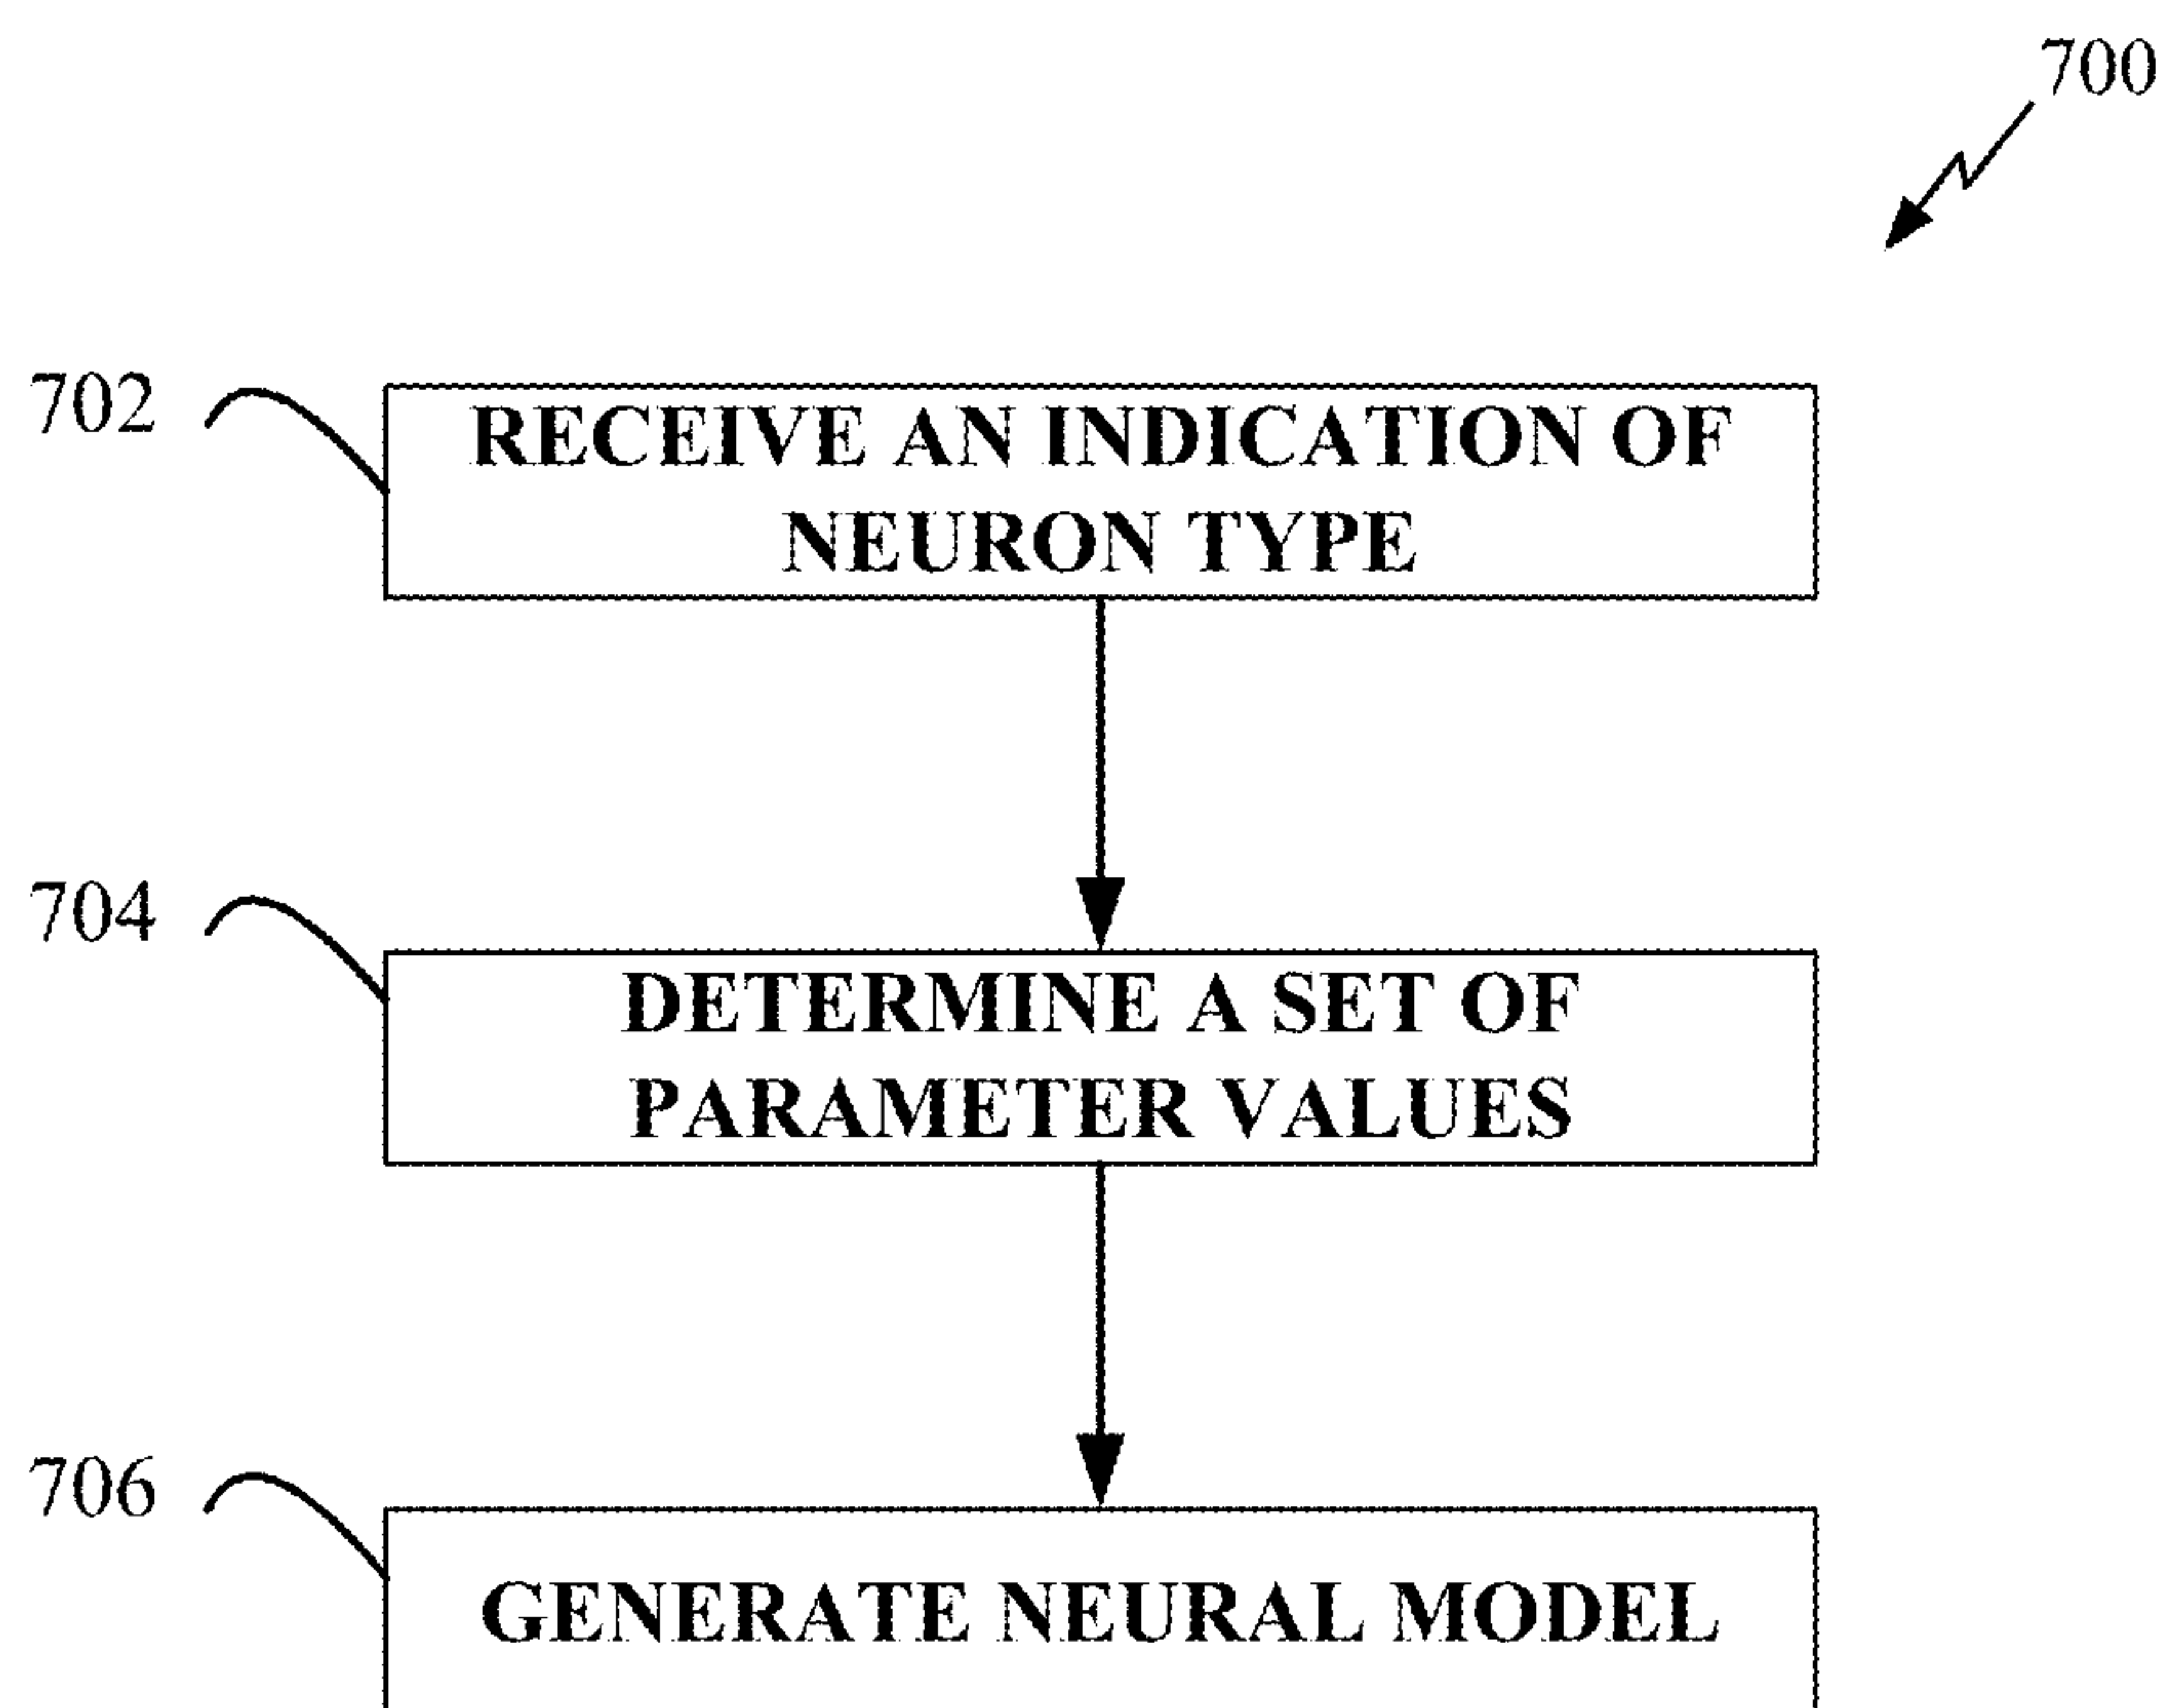 700
702
RECEIVE AN INDICATION OF
NEURON TYPE
704
DETERMINE A SET OF
PARAMETER VALUES
706
GENERATE NEURAL MODEL